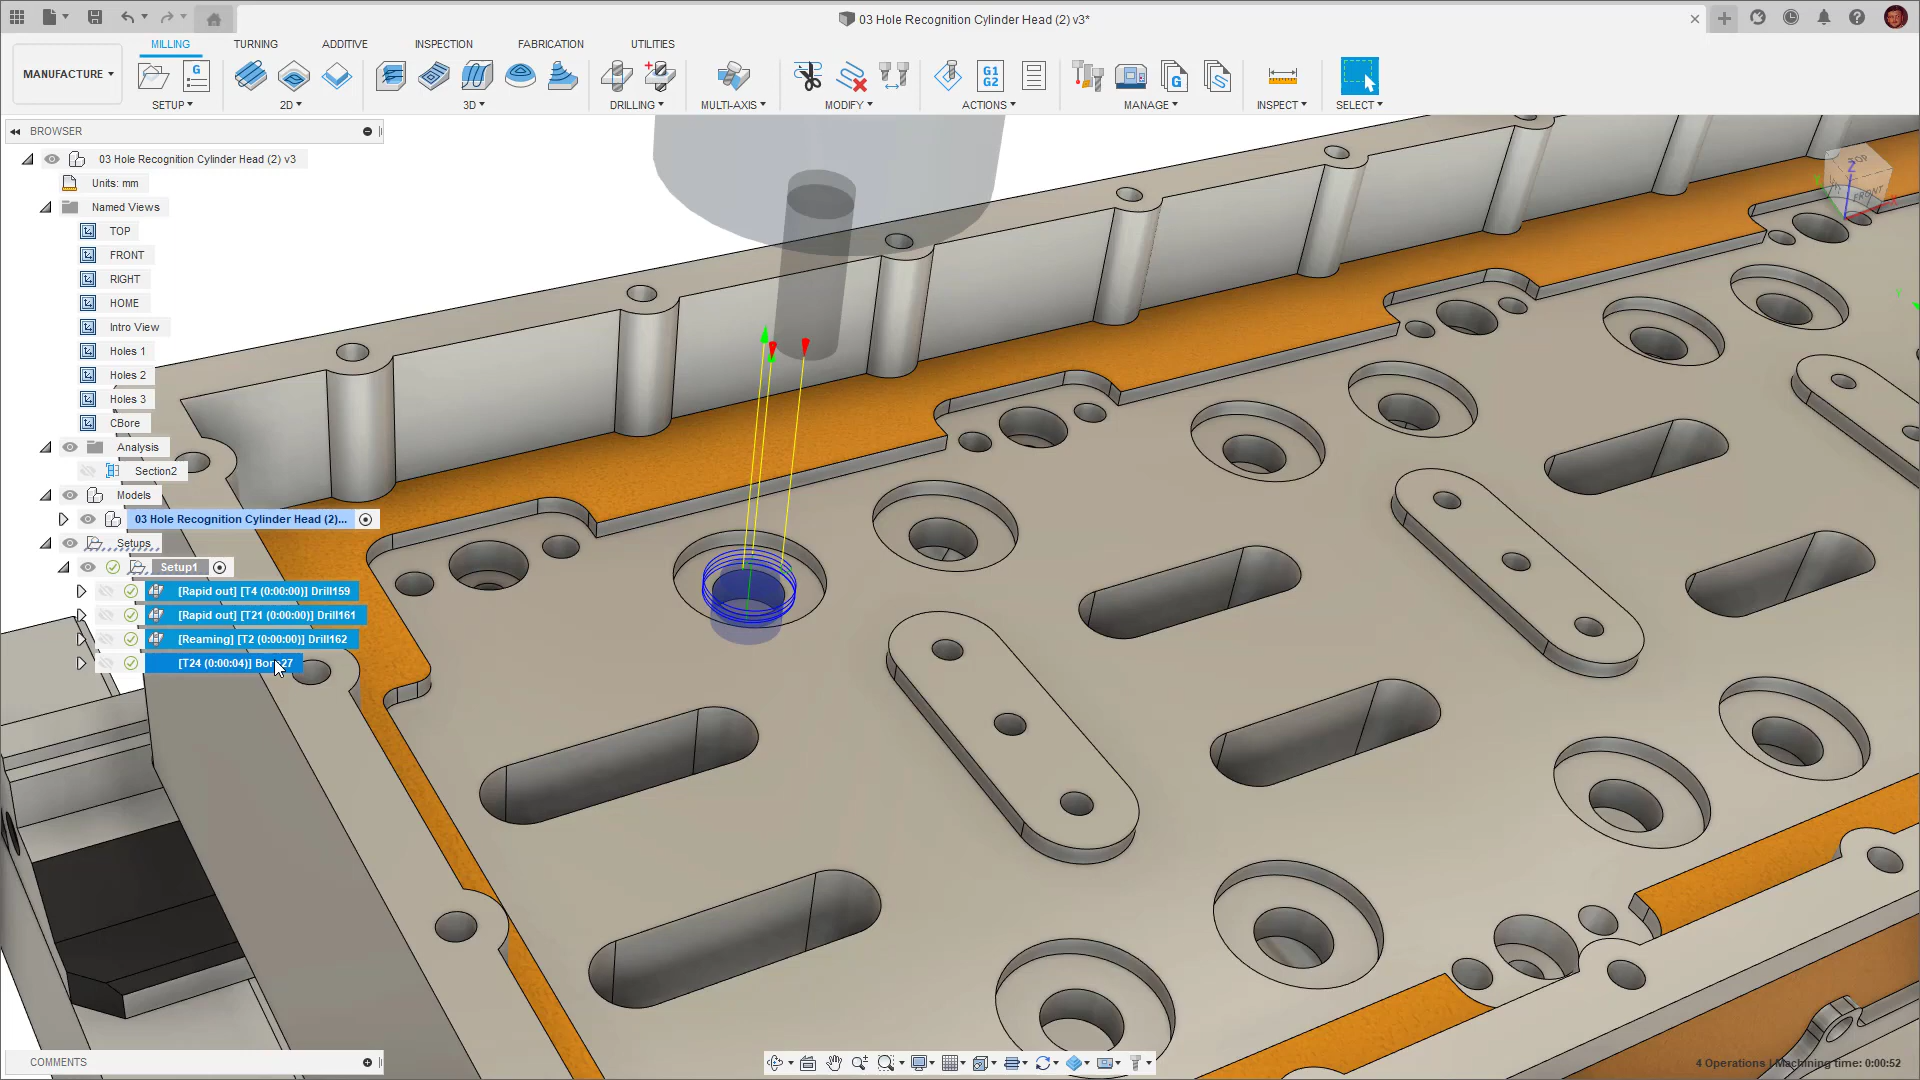 03 Hole Recognition Cylinder Head (2) v3*
MILLING TURNING ADDITIVE INSPECTION FABRICATION UTILITIES
MANUFACTURE
G
G1
G2
G
SETUP 2D 3D DRILLING MULTI-AXIS MODIFY ACTIONS MANAGE INSPECT SELECT
BROWSER
03 Hole Recognition Cylinder Head (2) v3
Units: mm
Named Views
TOP
FRONT
RIGHT
HOME
Intro View
Holes 1
Holes 2
Holes 3
CBore
Analysis
Section2
Models
03 Hole Recognition Cylinder Head (2)...
Setups
Setup1
[Rapid out] [T4 (0:00:00)] Drill159
[Rapid out] [T21 (0:00:00)] Drill161
[Reaming] [T2 (0:00:00)] Drill162
[T24 (0:00:04)]
TOP
Z
FRONT
X
Y
COMMENTS
4 Operations | Machining time: 0:00:52